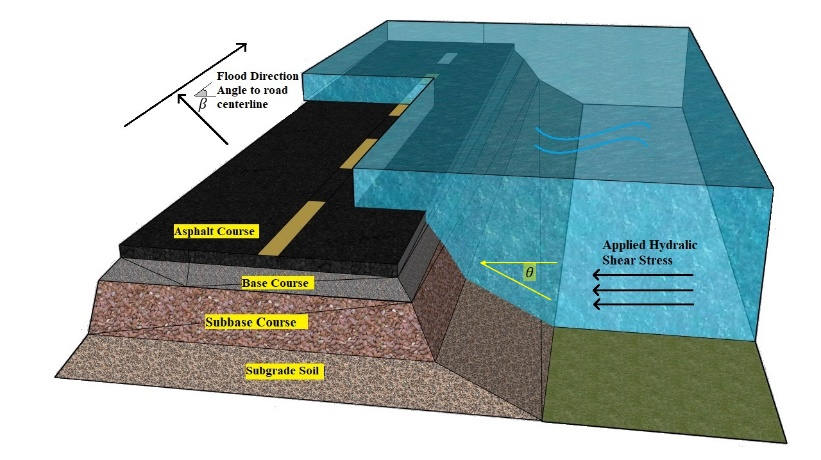 Flood Direction
Angle to road
centerline
β
Asphalt Course
Base Course
Subbase Course
Subgrade Soil
Applied Hydralic
Shear Stress
θ